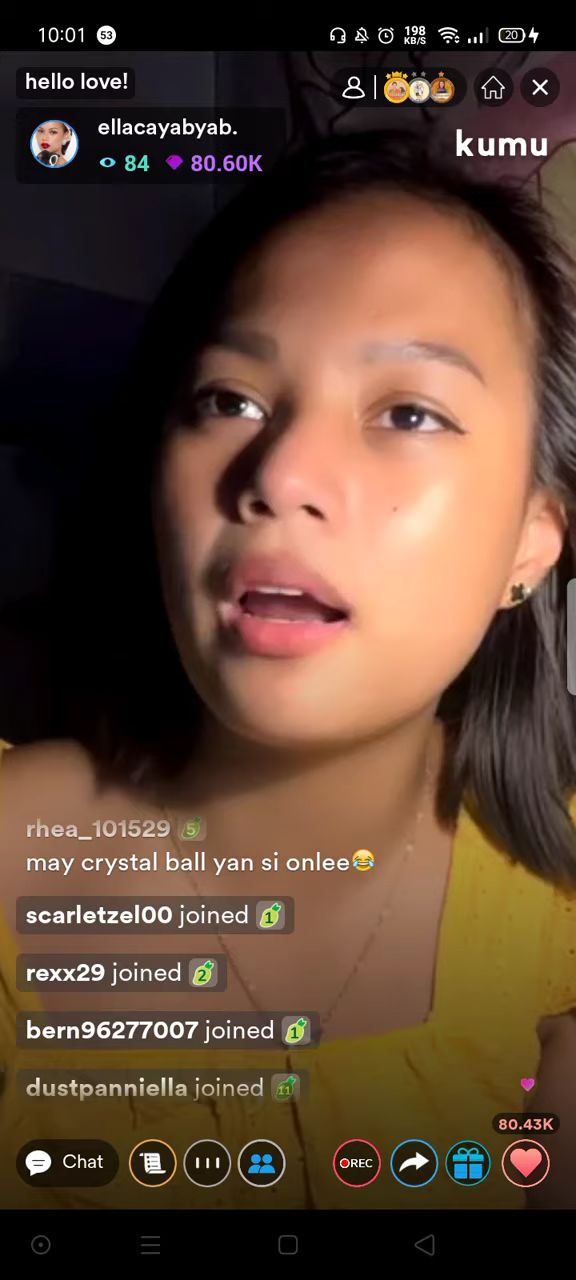 10:01 53 198 KB/S 20
hello love!
ellacayabyab.
84 80.60K
kumu
rhea_101529 5
may crystal ball yan si onlee😂
scarletzel00 joined 1
rexx29 joined 2
bern96277007 joined 1
dustpanniella joined 11
80.43K
Chat REC